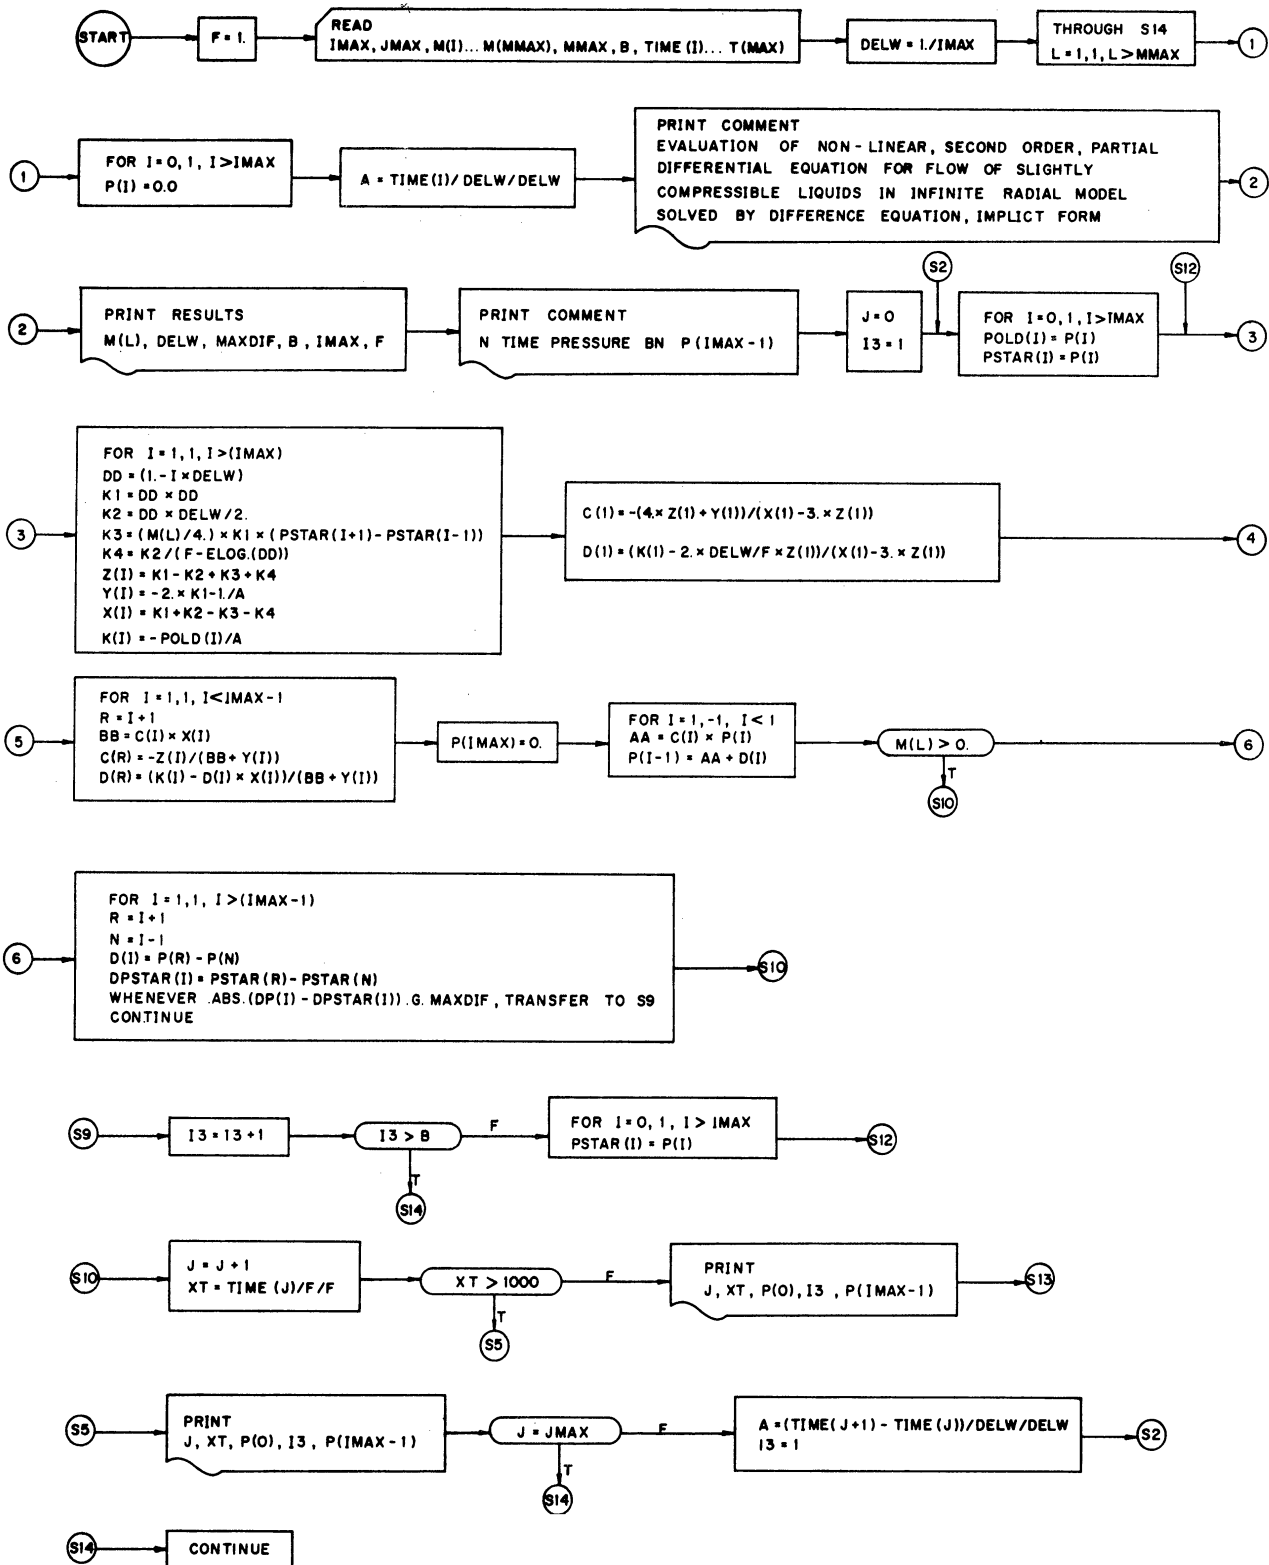 START
F = 1.
READ
IMAX, JMAX, M(I)... M(MMAX), MMAX, B, TIME(I)... T(MAX)
DELW = 1./IMAX
THROUGH S14
L = 1,1, L > MMAX
1
1
FOR I = 0, 1, I > IMAX
P(I) = 0.0
A = TIME(I)/ DELW/DELW
PRINT COMMENT
EVALUATION OF NON-LINEAR, SECOND ORDER, PARTIAL
DIFFERENTIAL EQUATION FOR FLOW OF SLIGHTLY
COMPRESSIBLE LIQUIDS IN INFINITE RADIAL MODEL
SOLVED BY DIFFERENCE EQUATION, IMPLICT FORM
2
2
PRINT RESULTS
M(L), DELW, MAXDIF, B, IMAX, F
PRINT COMMENT
N TIME PRESSURE BN P(IMAX-1)
J = 0
I3 = 1
S2
FOR I = 0, 1, I > IMAX
POLD(I) = P(I)
PSTAR(I) = P(I)
S12
3
3
FOR I = 1, 1, I > (IMAX)
DD = (1. - I × DELW)
K1 = DD × DD
K2 = DD × DELW/2.
K3 = (M(L)/4.) × K1 × (PSTAR(I+1) - PSTAR(I-1))
K4 = K2/(F-ELOG.(DD))
Z(I) = K1 - K2 + K3 + K4
Y(I) = -2. × K1 - 1./A
X(I) = K1 + K2 - K3 - K4
K(I) = - POLD(I)/A
C(1) = -(4. × Z(1) + Y(1))/(X(1) - 3. × Z(1))
D(1) = (K(1) - 2. × DELW/F × Z(1))/(X(1) - 3. × Z(1))
4
5
FOR I = 1, 1, I < IMAX-1
R = I + 1
BB = C(I) × X(I)
C(R) = -Z(I)/(BB + Y(I))
D(R) = (K(I) - D(I) × X(I))/(BB + Y(I))
P(IMAX) = 0.
FOR I = 1, -1, I < 1
AA = C(I) × P(I)
P(I-1) = AA + D(I)
M(L) > 0.
T
S10
6
6
FOR I = 1, 1, I > (IMAX-1)
R = I + 1
N = I - 1
D(I) = P(R) - P(N)
DPSTAR(I) = PSTAR(R) - PSTAR(N)
WHENEVER .ABS.(DP(I) - DPSTAR(I)) .G. MAXDIF, TRANSFER TO S9
CONTINUE
S10
S9
I3 = I3 + 1
I3 > B
F
T
S14
FOR I = 0, 1, I > IMAX
PSTAR(I) = P(I)
S12
S10
J = J + 1
XT = TIME (J)/F/F
XT > 1000
F
T
S5
PRINT
J, XT, P(0), I3, P(IMAX-1)
S13
S5
PRINT
J, XT, P(0), I3, P(IMAX-1)
J = JMAX
F
T
S14
A = (TIME(J+1) - TIME(J))/DELW/DELW
I3 = 1
S2
S14
CONTINUE